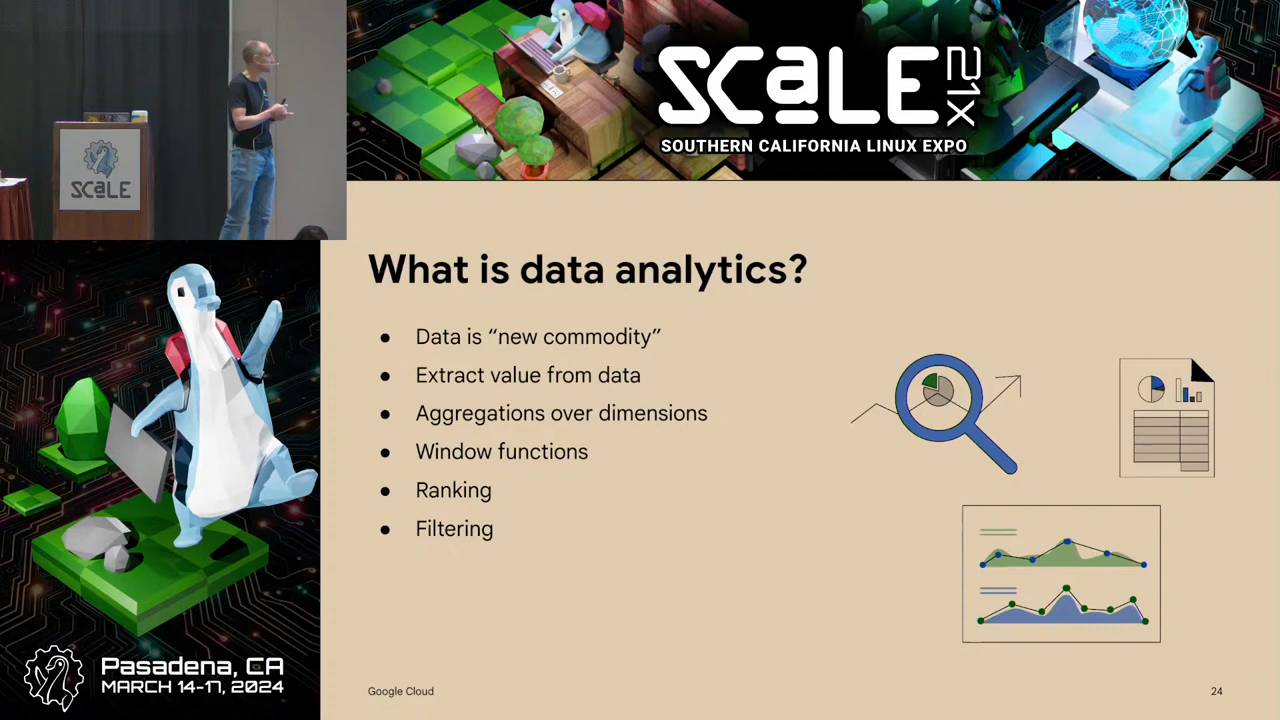 SCALE
21X
SOUTHERN CALIFORNIA LINUX EXPO
SCALE
What is data analytics?
● Data is “new commodity”
● Extract value from data
● Aggregations over dimensions
● Window functions
● Ranking
● Filtering
Pasadena, CA
MARCH 14-17, 2024
Google Cloud
24